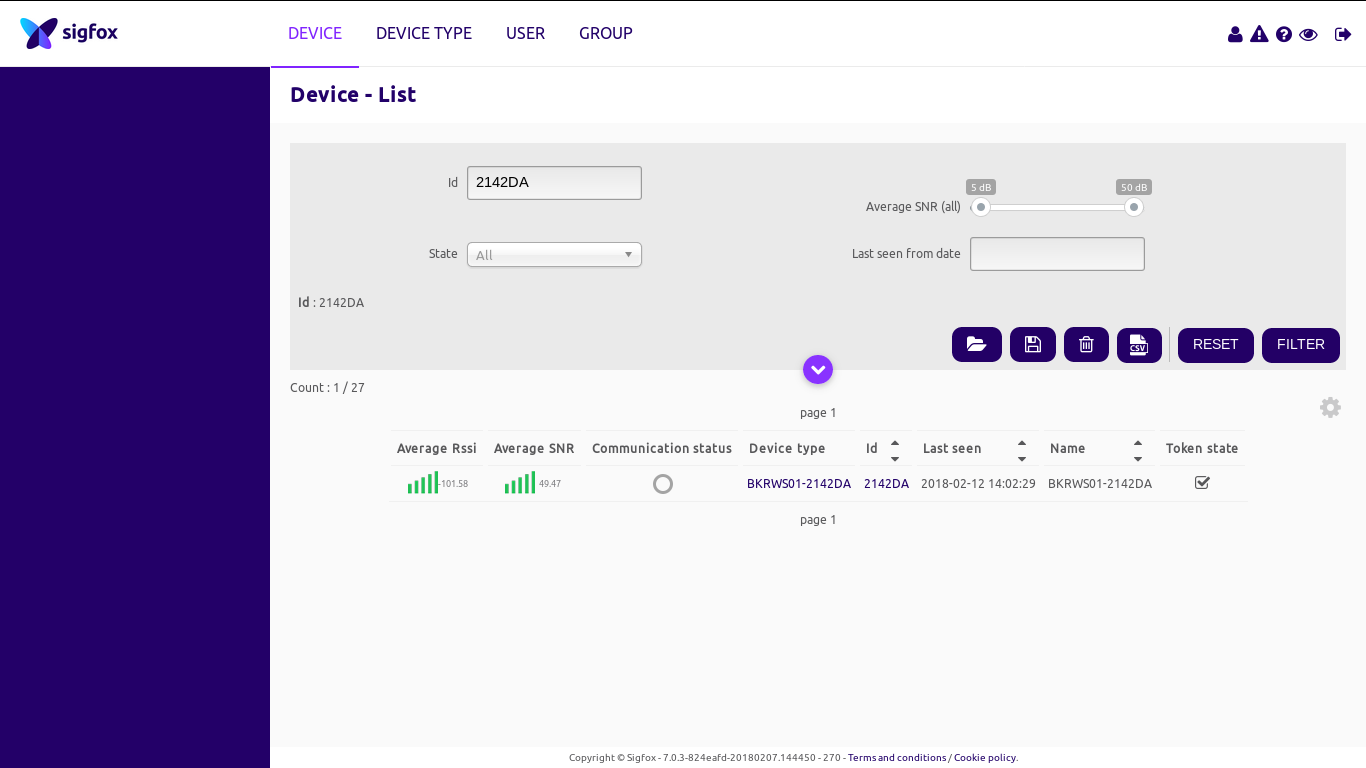 sigfox DEVICE DEVICE TYPE USER GROUP
Device - List
Id 2142DA
5 dB 50 dB
Average SNR (all)
State All Last seen from date
Id : 2142DA
CSV RESET FILTER
Count : 1 / 27
page 1
Average Rssi Average SNR Communication status Device type Id Last seen Name Token state
-101.58 49.47 BKRWS01-2142DA 2142DA 2018-02-12 14:02:29 BKRWS01-2142DA
page 1
Copyright © Sigfox - 7.0.3-824eafd-20180207.144450 - 270 - Terms and conditions / Cookie policy.